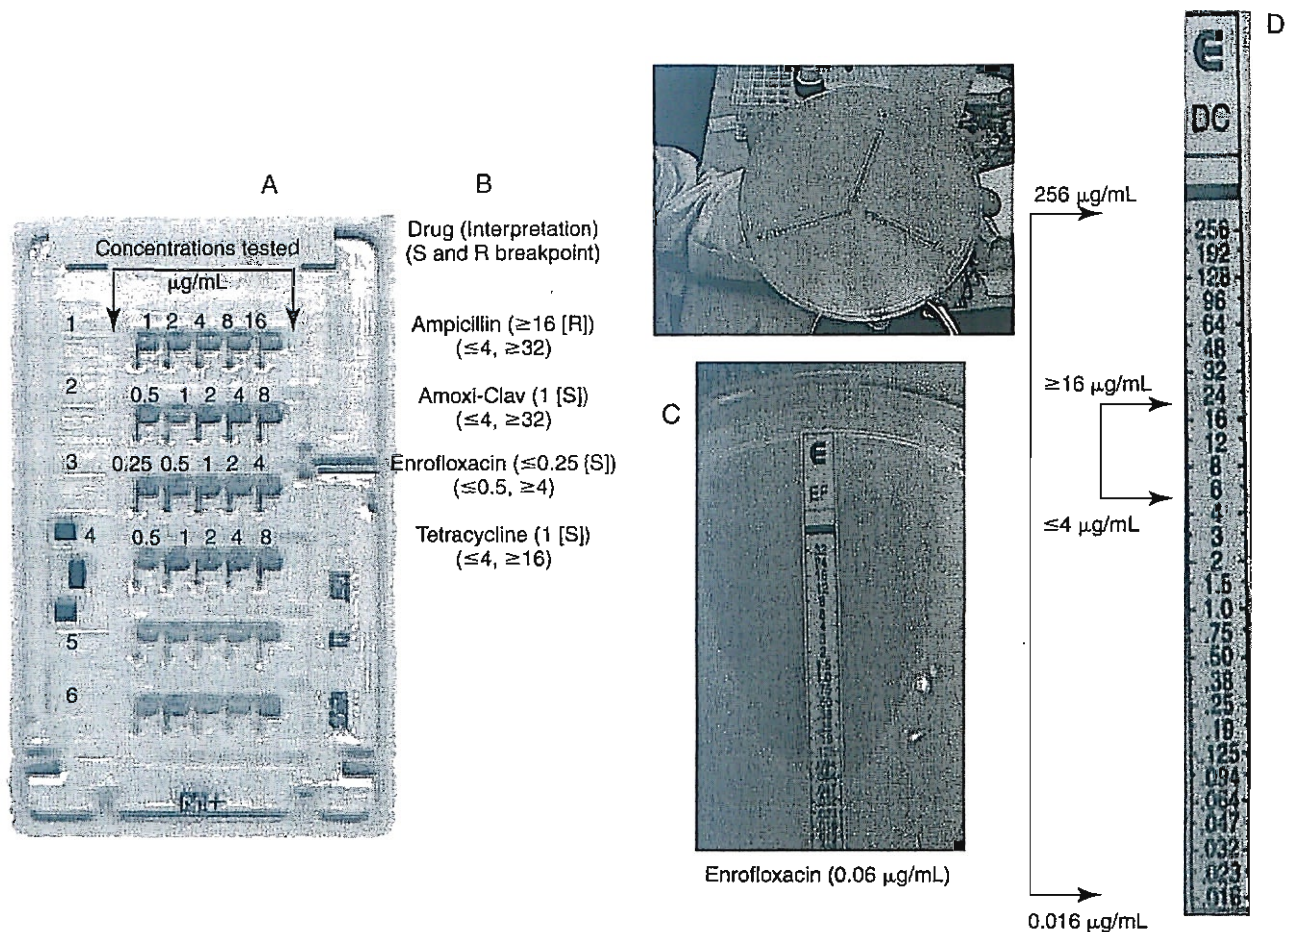 A
B
Concentrations tested
µg/mL
Drug (Interpretation)
(S and R breakpoint)
1
1 2 4 8 16
Ampicillin (≥16 [R])
(≤4, ≥32)
2
0.5 1 2 4 8
Amoxi-Clav (1 [S])
(≤4, ≥32)
3
0.25 0.5 1 2 4
Enrofloxacin (≤0.25 [S])
(≤0.5, ≥4)
4
0.5 1 2 4 8
Tetracycline (1 [S])
(≤4, ≥16)
5
6
C
E
EF
Enrofloxacin (0.06 µg/mL)
256 µg/mL
≥16 µg/mL
≤4 µg/mL
0.016 µg/mL
D
E
DC
256
192
128
96
64
48
32
24
16
12
8
6
4
3
2
1.5
1.0
.75
.50
.38
.25
.19
.125
.094
.064
.047
.032
.023
.016